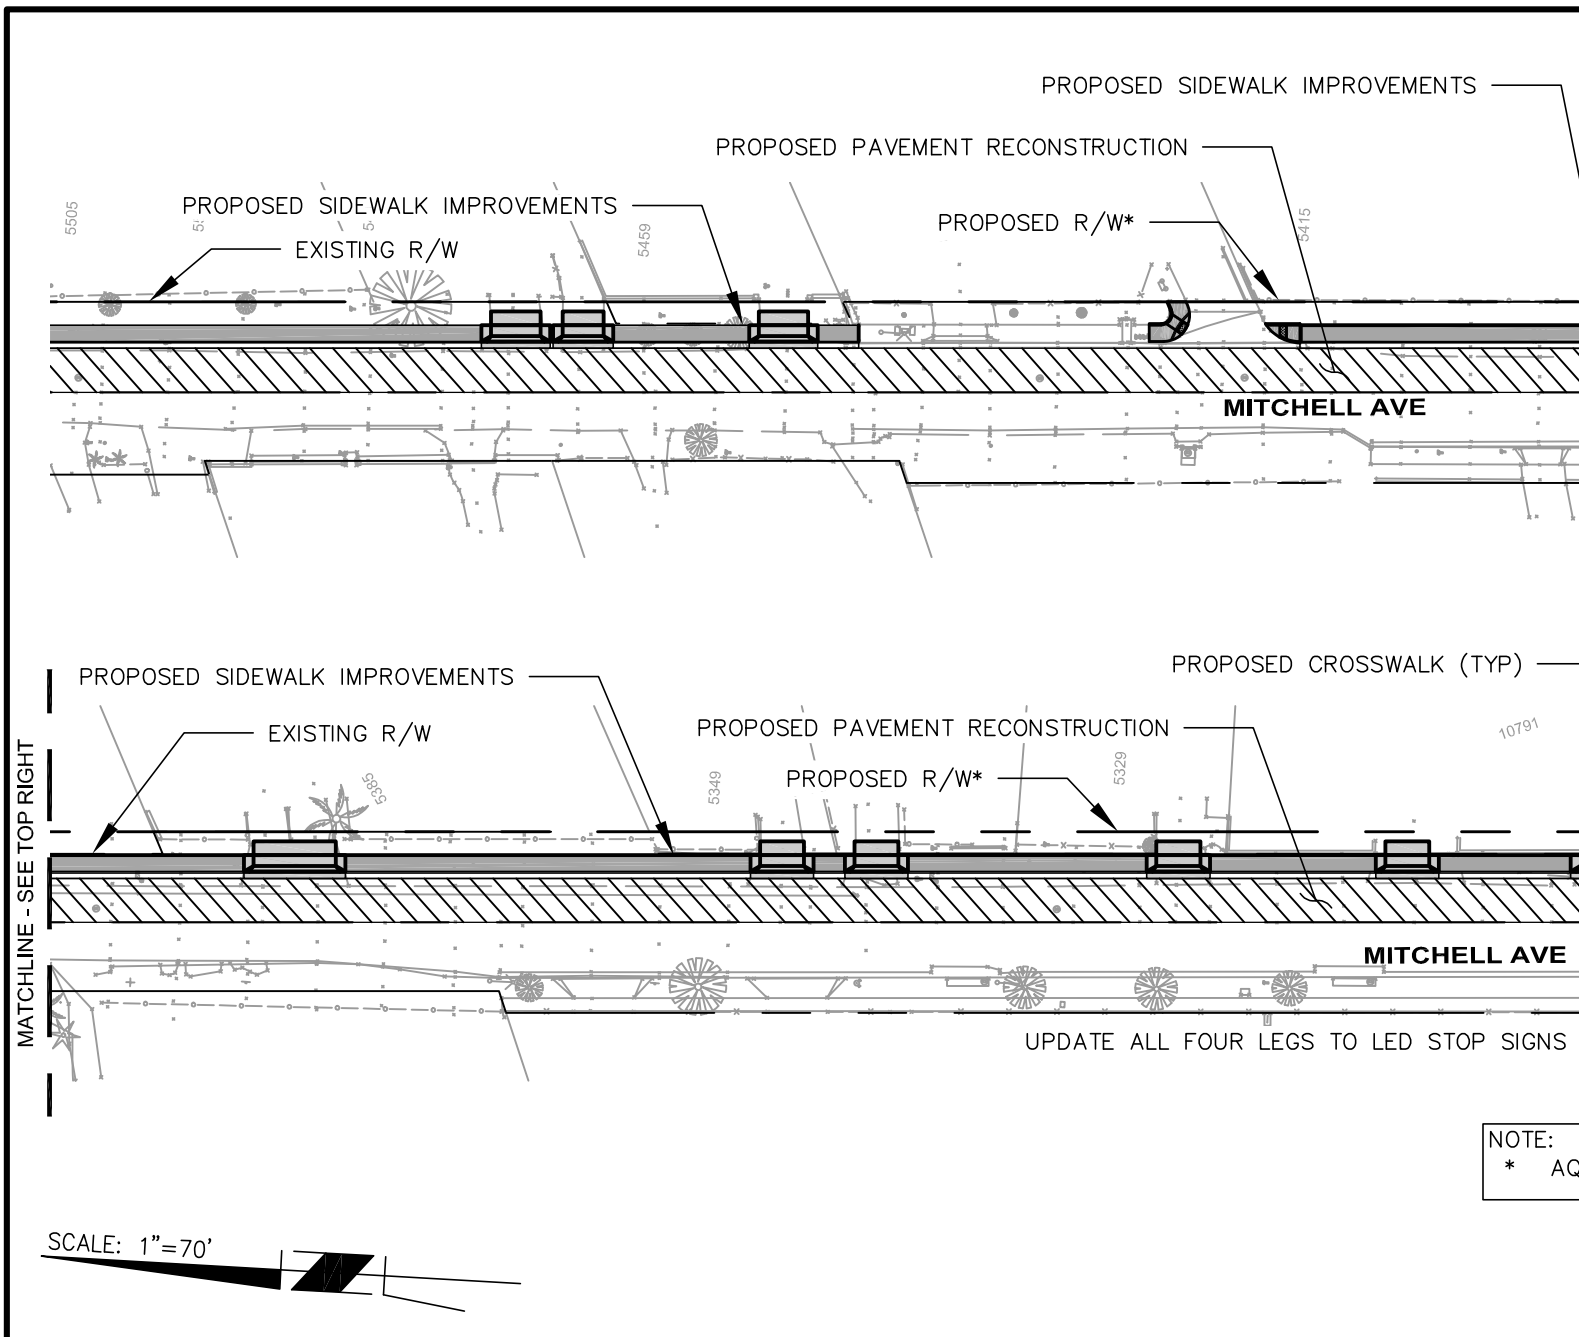 PROPOSED SIDEWALK IMPROVEMENTS
PROPOSED PAVEMENT RECONSTRUCTION
PROPOSED SIDEWALK IMPROVEMENTS
PROPOSED R/W*
EXISTING R/W
5505
5459
5415
MITCHELL AVE
PROPOSED CROSSWALK (TYP)
PROPOSED SIDEWALK IMPROVEMENTS
PROPOSED PAVEMENT RECONSTRUCTION
EXISTING R/W
PROPOSED R/W*
5385
5349
5329
10791
MATCHLINE - SEE TOP RIGHT
MITCHELL AVE
UPDATE ALL FOUR LEGS TO LED STOP SIGNS
NOTE:
* AQ
SCALE: 1"=70'